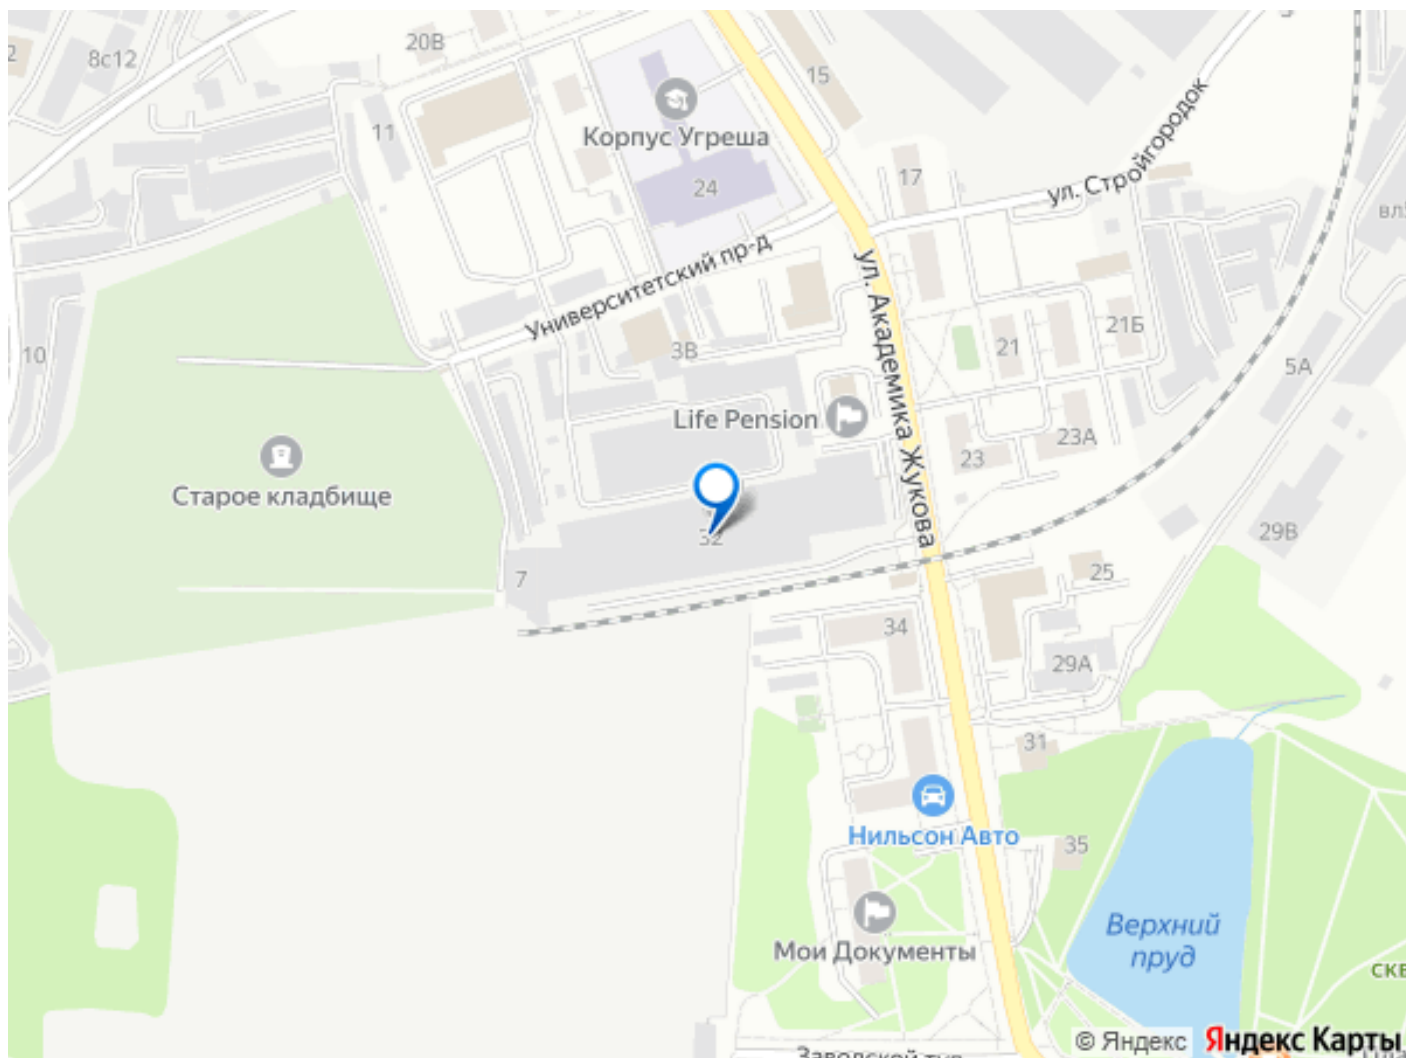 2
8с12
20В
11
15
Корпус Угреша
24
17
ул. Стройгородок
Университетский пр-д
ул. Академика Жукова
3В
21
21Б
10
5А
Life Pension
23
23А
Старое кладбище
32
29В
7
25
34
29А
31
Нильсон Авто
35
Мои Документы
Верхний
пруд
© Яндекс
Яндекс Карты